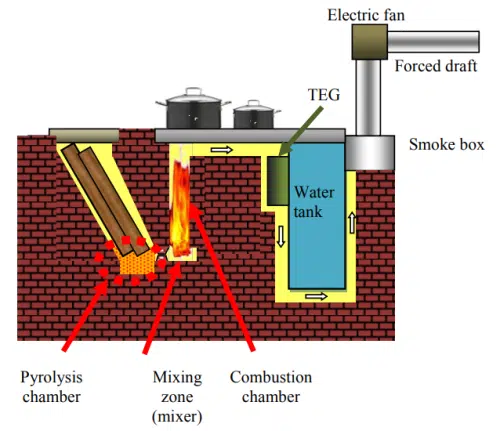 Electric fan
Forced draft
TEG
Smoke box
Water
tank
Pyrolysis
chamber
Mixing
zone
(mixer)
Combustion
chamber